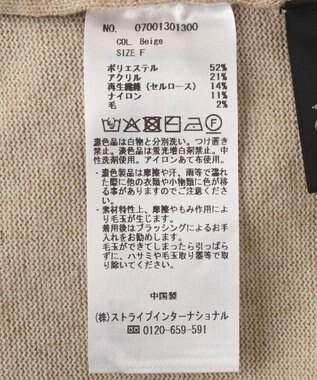 NO. 07001301300
COL. Beige
SIZE F
ポリエステル 52%
アクリル 21%
再生繊維(セルロース) 14%
ナイロン 11%
毛 2%
濃色品は白物と分別洗い。つけ置き
禁止。淡色品は蛍光増白剤禁止。中
性洗剤使用。アイロンあて布使用。
・濃色製品は摩擦や汗、雨等で濡れ
た際に他の衣類や小物類に色が移
る事がありますのでご注意くださ
い。
・素材特性上、摩擦やもみ作用によ
り毛玉が生じます。
着用後はブラッシングによるお手
入れをお勧めします。
毛玉ができてしまったら引っぱら
ずに、ハサミや毛玉取り器等で取
り除いてください。
中国製
(株)ストライプインターナショナル
0120-659-591